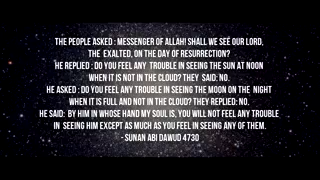 THE PEOPLE ASKED : MESSENGER OF ALLAH! SHALL WE SEE OUR LORD,
THE EXALTED, ON THE DAY OF RESURRECTION?
HE REPLIED : DO YOU FEEL ANY TROUBLE IN SEEING THE SUN AT NOON
WHEN IT IS NOT IN THE CLOUD? THEY SAID: NO.
HE ASKED : DO YOU FEEL ANY TROUBLE IN SEEING THE MOON ON THE NIGHT
WHEN IT IS FULL AND NOT IN THE CLOUD? THEY REPLIED: NO.
HE SAID: BY HIM IN WHOSE HAND MY SOUL IS, YOU WILL NOT FEEL ANY TROUBLE
IN SEEING HIM EXCEPT AS MUCH AS YOU FEEL IN SEEING ANY OF THEM.
- SUNAN ABI DAWUD 4730